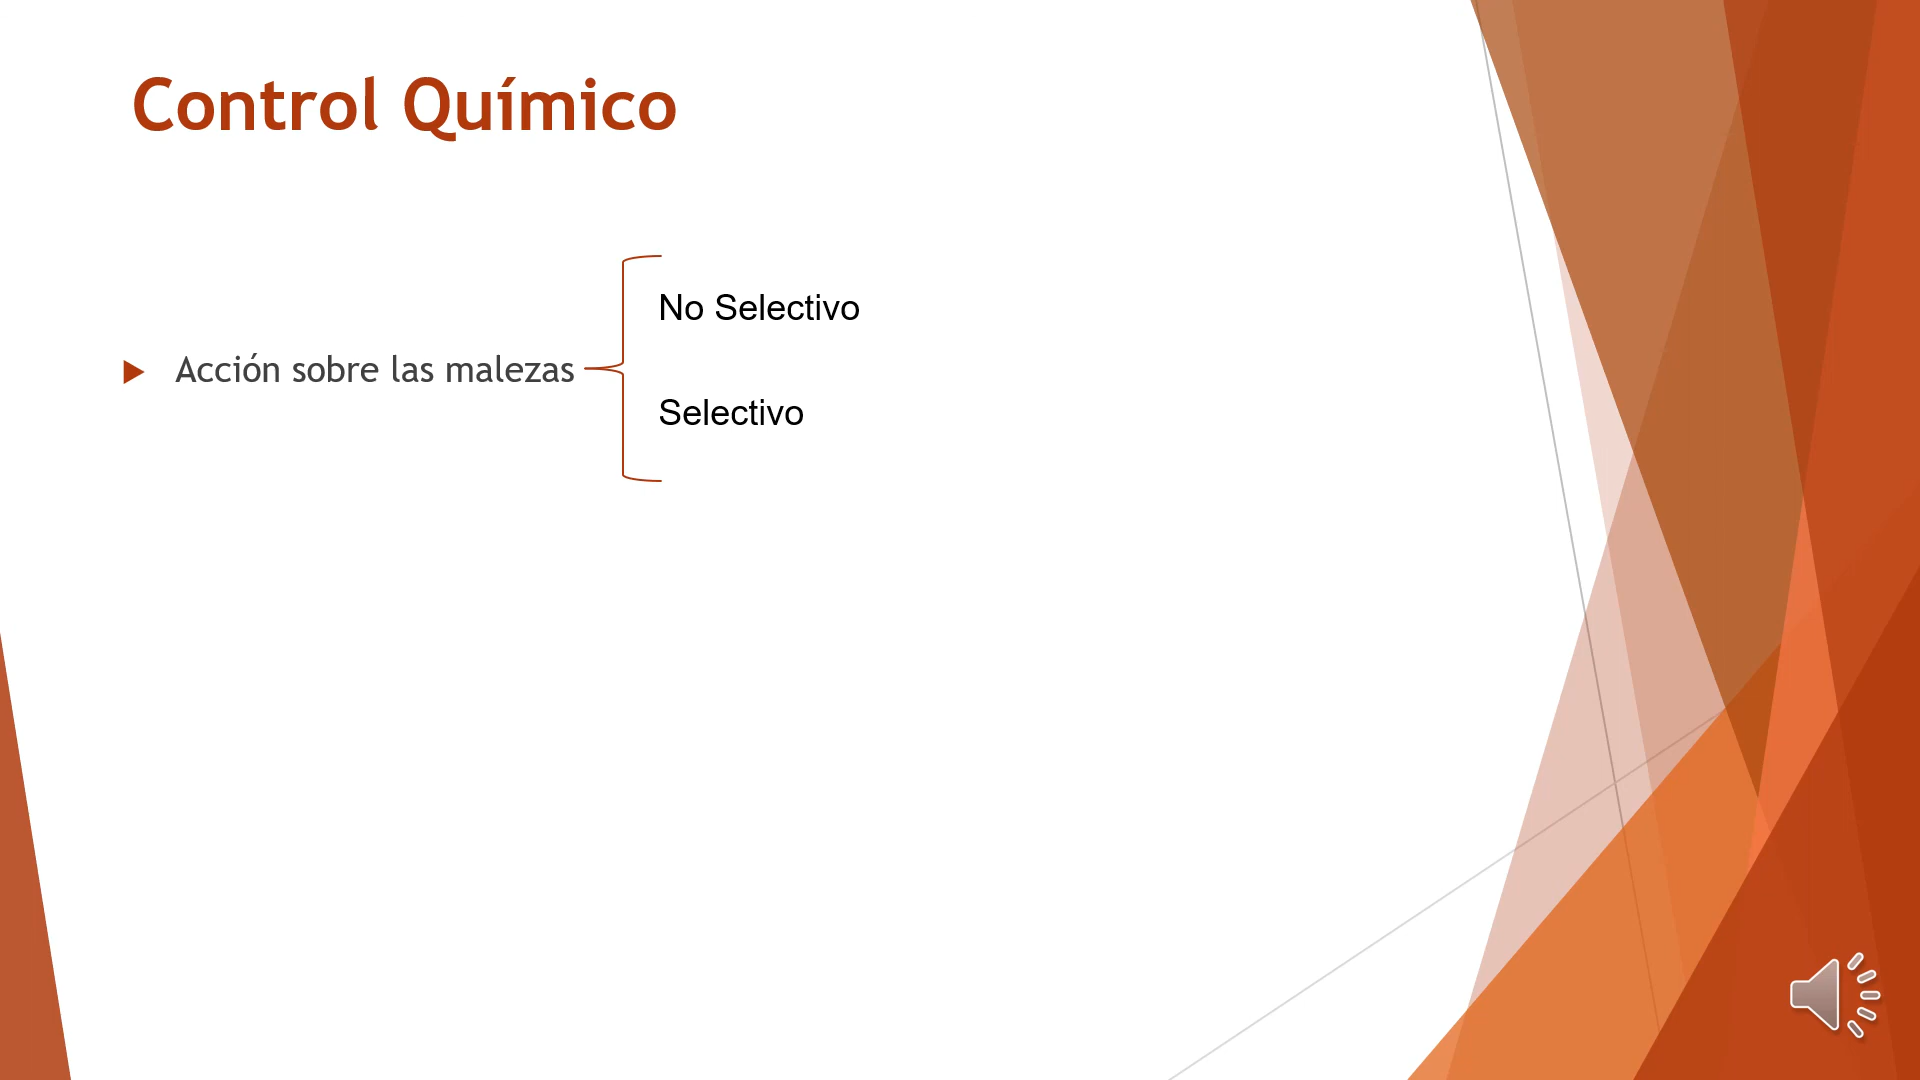 Control Químico
No Selectivo
Acción sobre las malezas
Selectivo